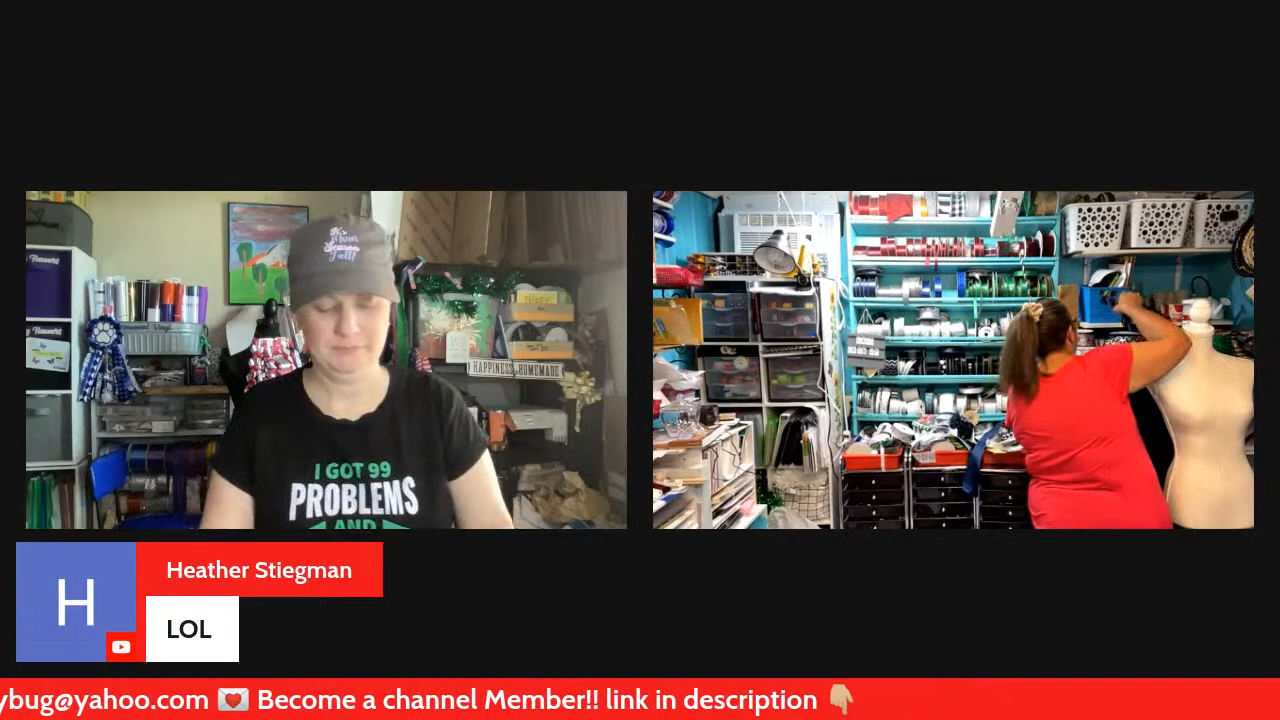 It's
Mum
Season
Y'all!
I GOT 99
PROBLEMS
AND
HAPPINESS HOMEMADE
H
Heather Stiegman
LOL
ybug@yahoo.com 💌 Become a channel Member!! link in description 👇🏼